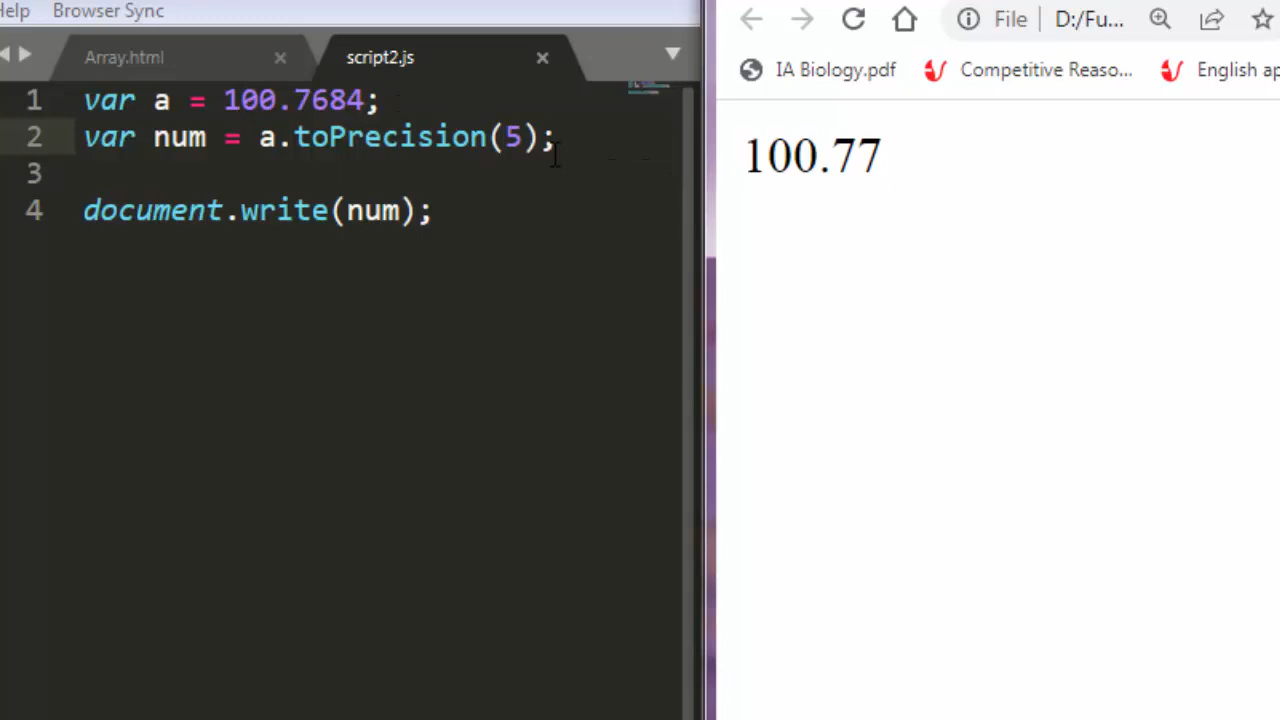 Help Browser Sync
Array.html ×
script2.js ×
1 var a = 100.7684;
2 var num = a.toPrecision(5);
3
4 document.write(num);
File D:/Fu...
IA Biology.pdf
Competitive Reaso...
English ap
100.77